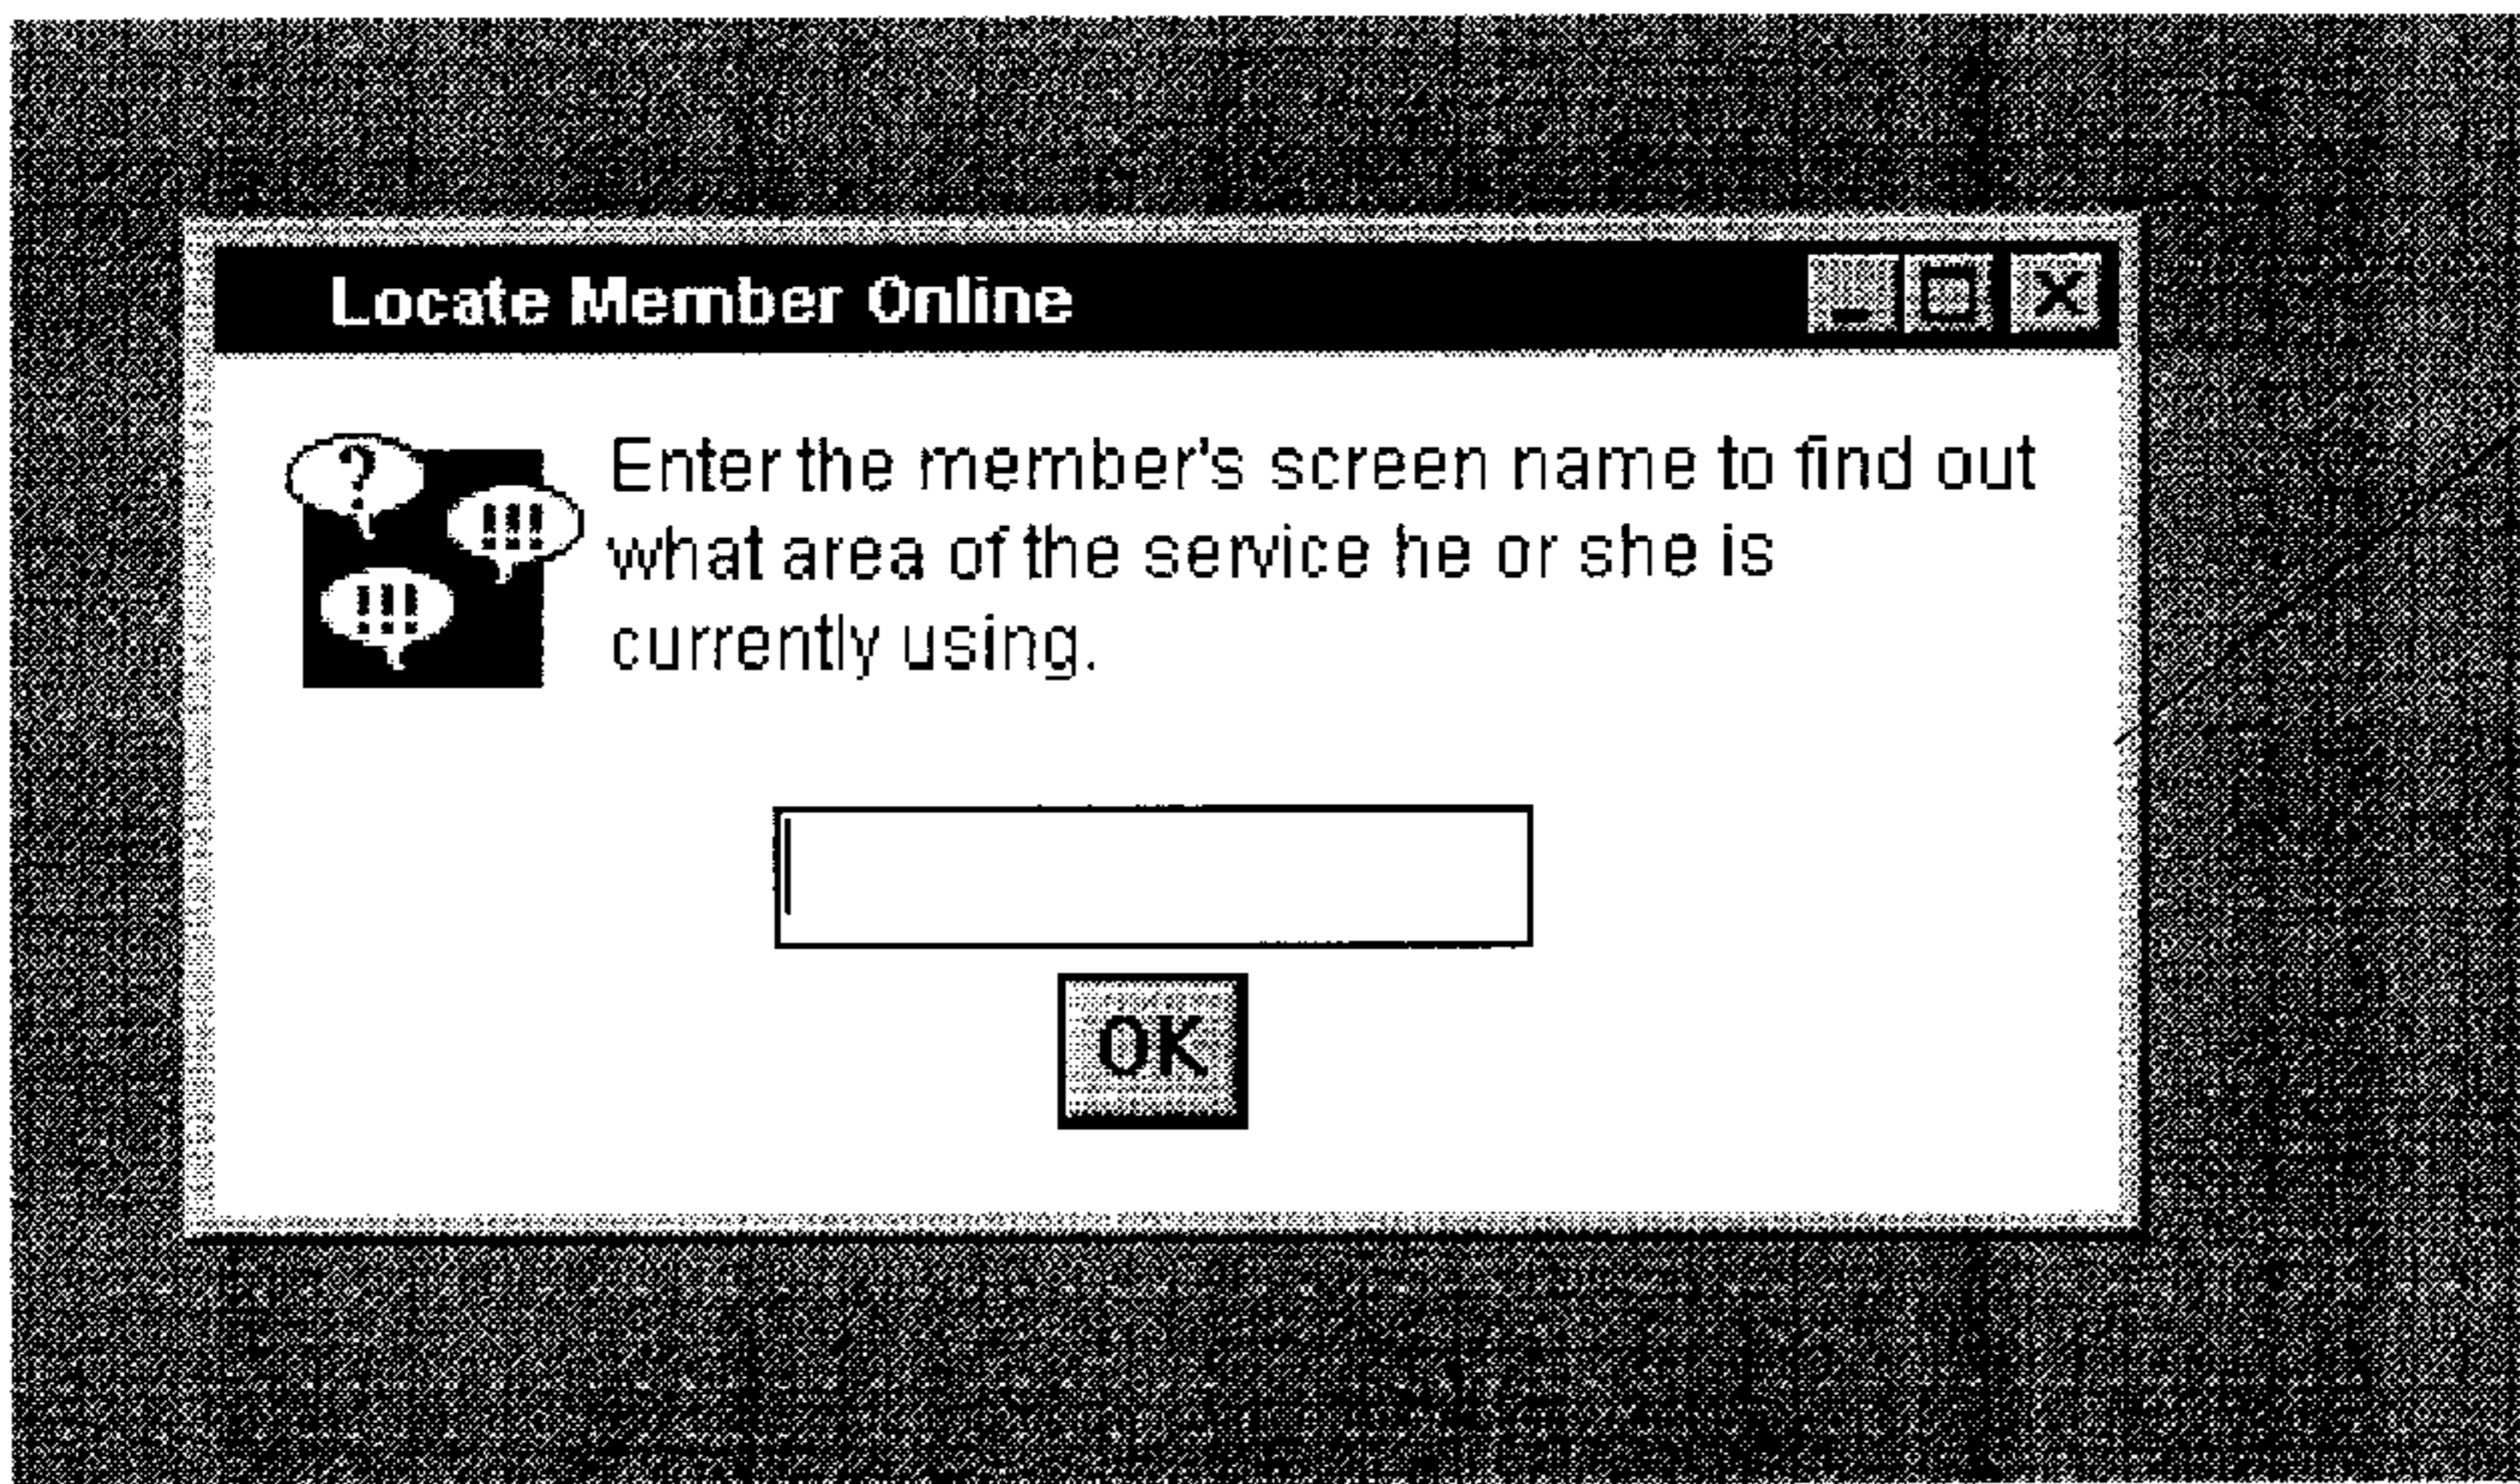 Locate Member Online
?
!!!
!!!
Enter the member's screen name to find out
what area of the service he or she is
currently using.
OK